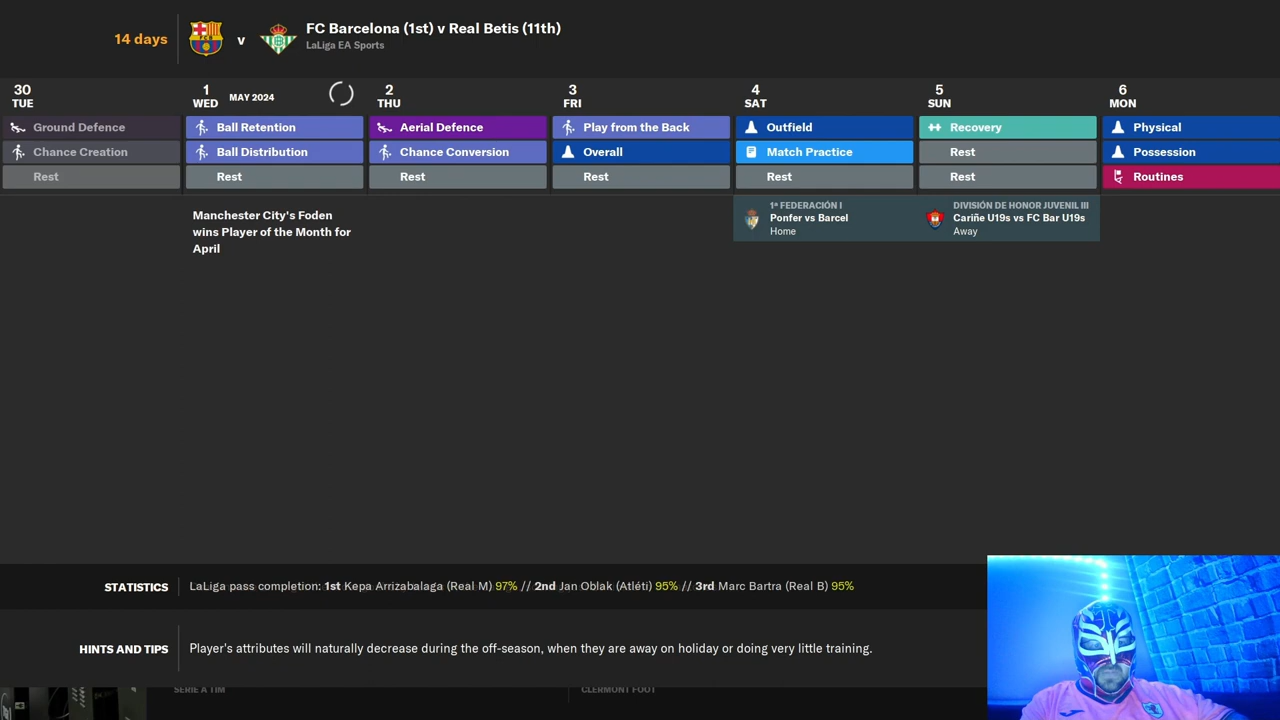 14 days
v
FC Barcelona (1st) v Real Betis (11th)
LaLiga EA Sports
30
TUE
1
WED
MAY 2024
2
THU
3
FRI
4
SAT
5
SUN
6
MON
Ground Defence
Ball Retention
Aerial Defence
Play from the Back
Outfield
Recovery
Physical
Chance Creation
Ball Distribution
Chance Conversion
Overall
Match Practice
Rest
Possession
Rest
Rest
Rest
Rest
Rest
Rest
Routines
Manchester City's Foden
wins Player of the Month for
April
1ª FEDERACIÓN I
Ponfer vs Barcel
Home
DIVISIÓN DE HONOR JUVENIL III
Cariñe U19s vs FC Bar U19s
Away
STATISTICS
LaLiga pass completion: 1st Kepa Arrizabalaga (Real M) 97% // 2nd Jan Oblak (Atléti) 95% // 3rd Marc Bartra (Real B) 95%
HINTS AND TIPS
Player's attributes will naturally decrease during the off-season, when they are away on holiday or doing very little training.
SERIE A TIM
CLERMONT FOOT